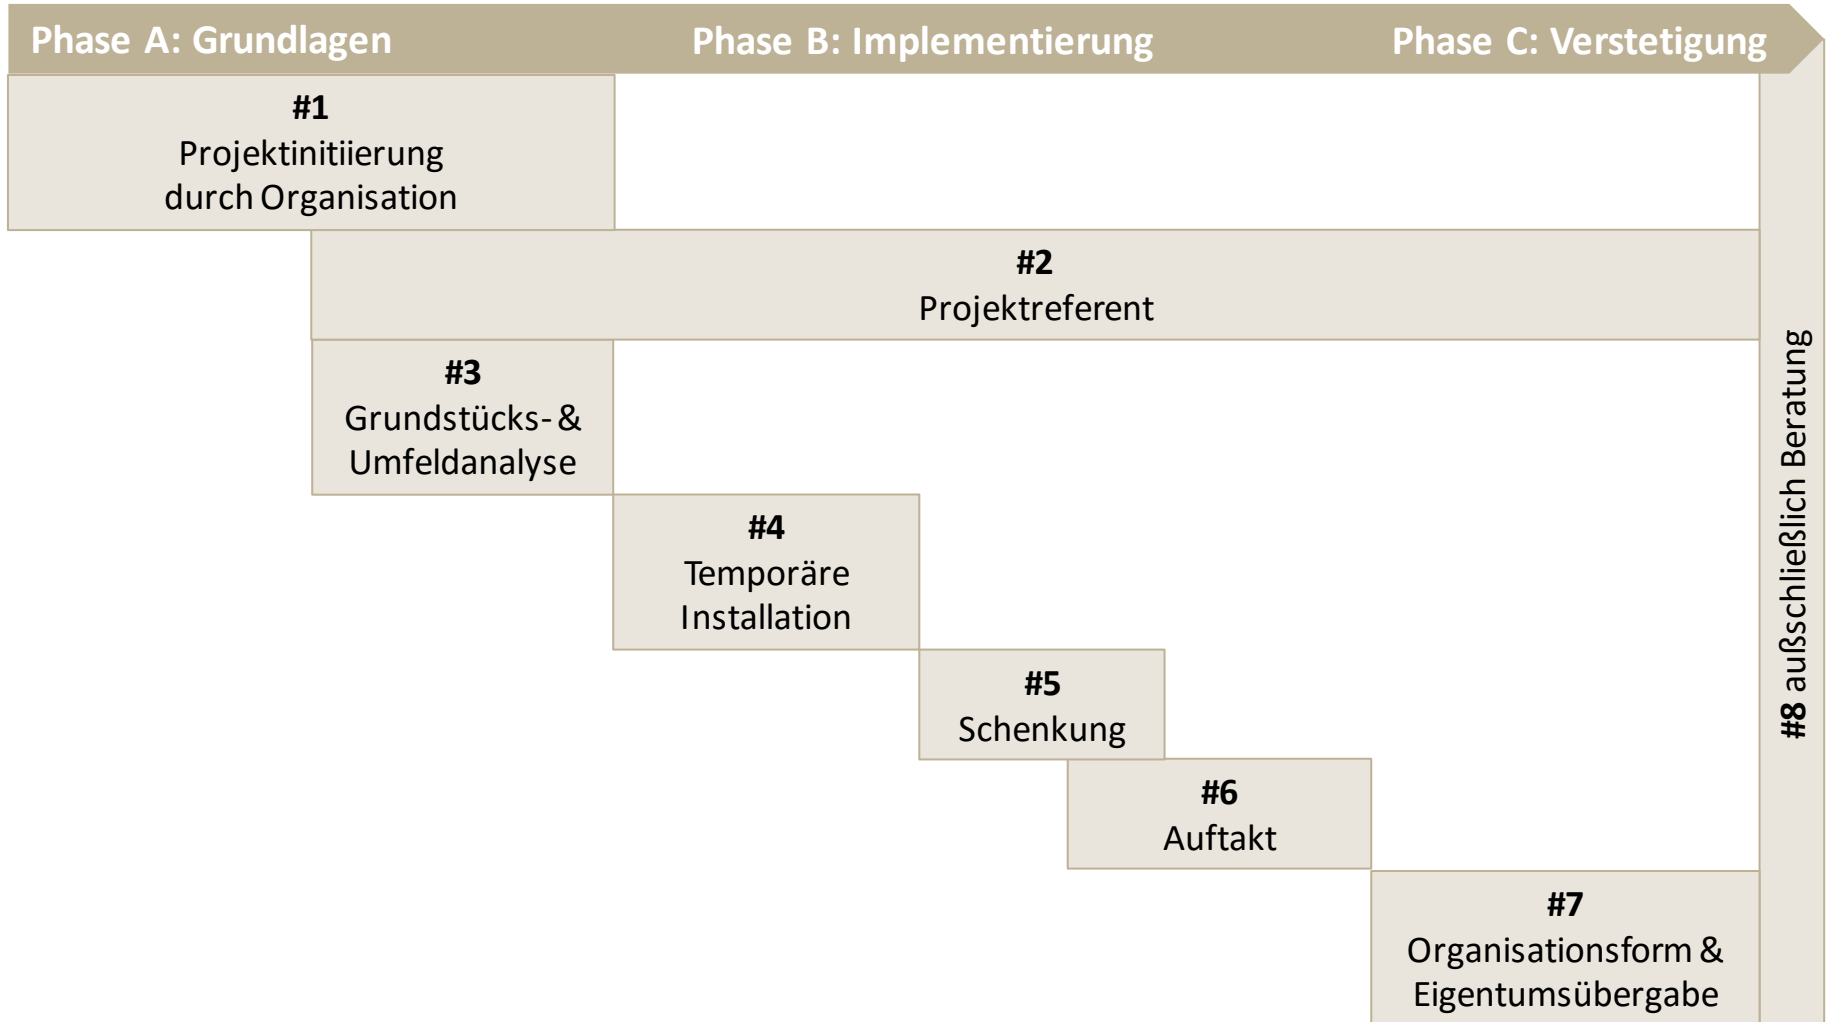 Phase A: Grundlagen
Phase B: Implementierung
Phase C: Verstetigung
#1
Projektinitiierung
durch Organisation
#2
Projektreferent
#3
Grundstücks- &
Umfeldanalyse
#4
Temporäre
Installation
#5
Schenkung
#6
Auftakt
#7
Organisationsform &
Eigentumsübergabe
#8 außschließlich Beratung